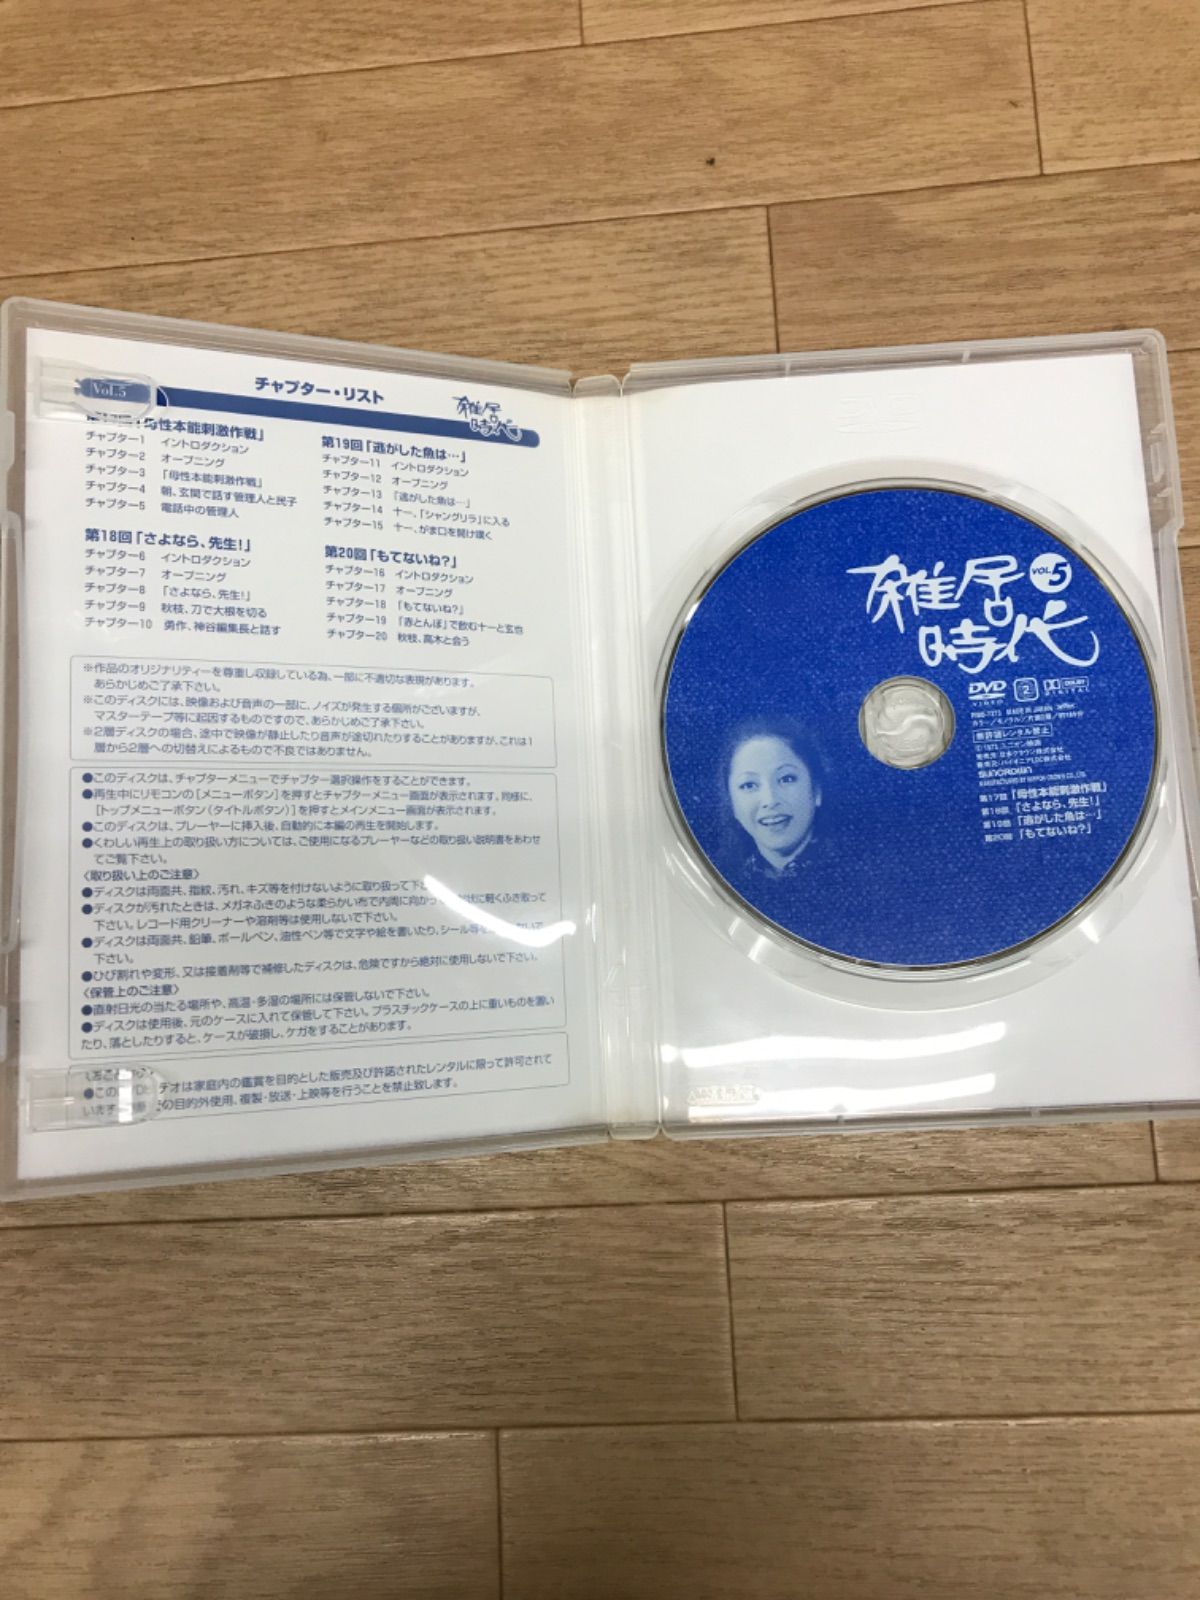 Vol.5
チャプター・リスト
雑居時代
「母性本能刺激作戦」
チャプター1 イントロダクション
チャプター2 オープニング
チャプター3 「母性本能刺激作戦」
チャプター4 朝、玄関で話す管理人と民子
チャプター5 電話中の管理人
第18回「さよなら、先生!」
チャプター6 イントロダクション
チャプター7 オープニング
チャプター8 「さよなら、先生!」
チャプター9 秋枝、刀で大根を切る
チャプター10 勇作、神谷編集長と話す
第19回「逃がした魚は…」
チャプター11 イントロダクション
チャプター12 オープニング
チャプター13 「逃がした魚は…」
チャプター14 十一、「シャングリラ」に入る
チャプター15 十一、がま口を開け嘆く
第20回「もてないね?」
チャプター16 イントロダクション
チャプター17 オープニング
チャプター18 「もてないね?」
チャプター19 「赤とんぼ」で飲む十一と玄也
チャプター20 秋枝、高木と会う
※作品のオリジナリティーを尊重し収録している為、一部に不適切な表現があります。
あらかじめご了承下さい。
※このディスクには、映像および音声の一部に、ノイズが発生する個所がございますが、
マスターテープ等に起因するものですので、あらかじめご了承下さい。
※2層ディスクの場合、途中で映像が静止したり音声が途切れたりすることがありますが、これは1
層から2層への切替えによるもので不良ではありません。
●このディスクは、チャプターメニューでチャプター選択操作をすることができます。
●再生中にリモコンの[メニューボタン]を押すとチャプターメニュー画面が表示されます。同様に、
[トップメニューボタン(タイトルボタン)]を押すとメインメニュー画面が表示されます。
●このディスクは、プレーヤーに挿入後、自動的に本編の再生を開始します。
●くわしい再生上の取り扱い方については、ご使用になるプレーヤーなどの取り扱い説明書をあわせ
てご覧下さい。
〈取り扱い上のご注意〉
●ディスクは両面共、指紋、汚れ、キズ等を付けないように取り扱って下
●ディスクが汚れたときは、メガネふきのような柔らかい布で内周に向かっ 状に軽くふき取って
下さい。レコード用クリーナーや溶剤等は使用しないで下さい。
●ディスクは両面共、鉛筆、ボールペン、油性ペン等で文字や絵を書いたり、シール等を ないで
下さい。
●ひび割れや変形、又は接着剤等で補修したディスクは、危険ですから絶対に使用しないで下さい。
〈保管上のご注意〉
●直射日光の当たる場所や、高温・多湿の場所には保管しないで下さい。
●ディスクは使用後、元のケースに入れて保管して下さい。プラスチックケースの上に重いものを置い
たり、落としたりすると、ケースが破損し、ケガをすることがあります。
●この デオは家庭内の鑑賞を目的とした販売及び許諾されたレンタルに限って許可されて
います その目的外使用、複製・放送・上映等を行うことを禁止致します。
雑居時代
VOL.5
DVD VIDEO
2
DOLBY DIGITAL
MADE IN JAPAN
無許諾レンタル禁止
suncrown
MANUFACTURED BY NIPPON CROWN CO.,LTD.
第17回「母性本能刺激作戦」
第18回「さよなら、先生!」
第19回「逃がした魚は…」
第20回「もてないね?」